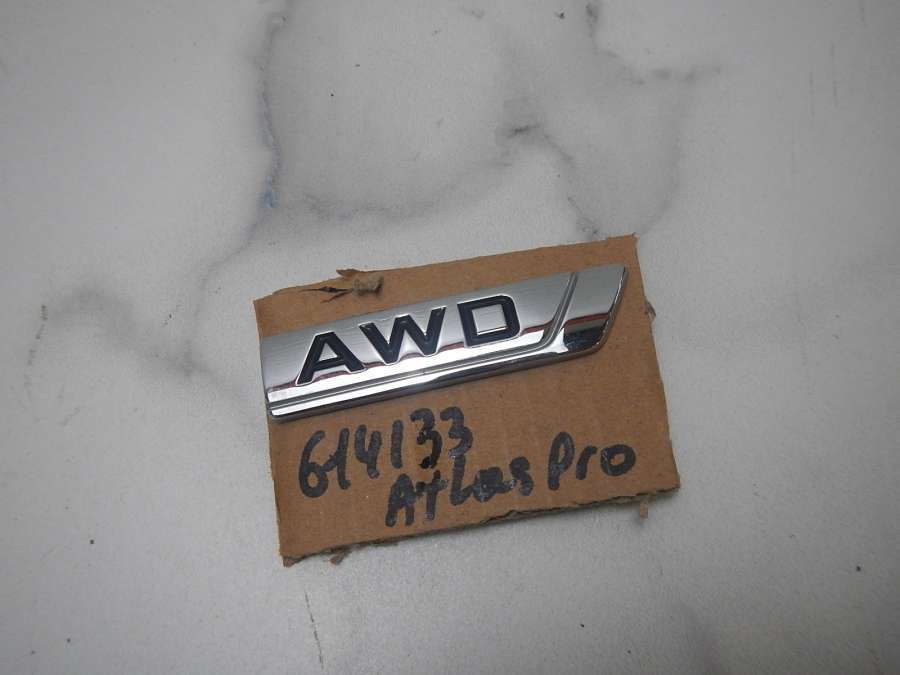 AWD
614133
Atlas Pro